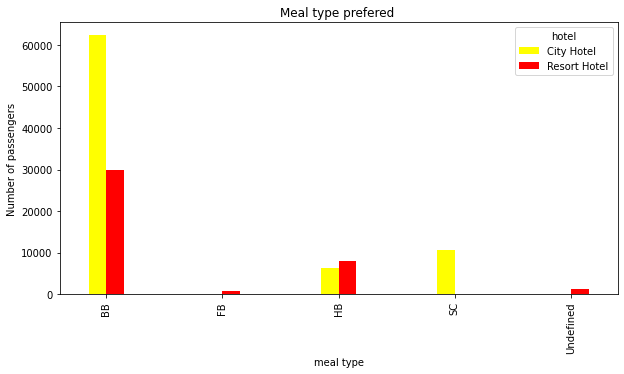 Meal type prefered
hotel
City Hotel
Resort Hotel
Number of passengers
60000
50000
40000
30000
20000
10000
0
BB
FB
HB
SC
Undefined
meal type